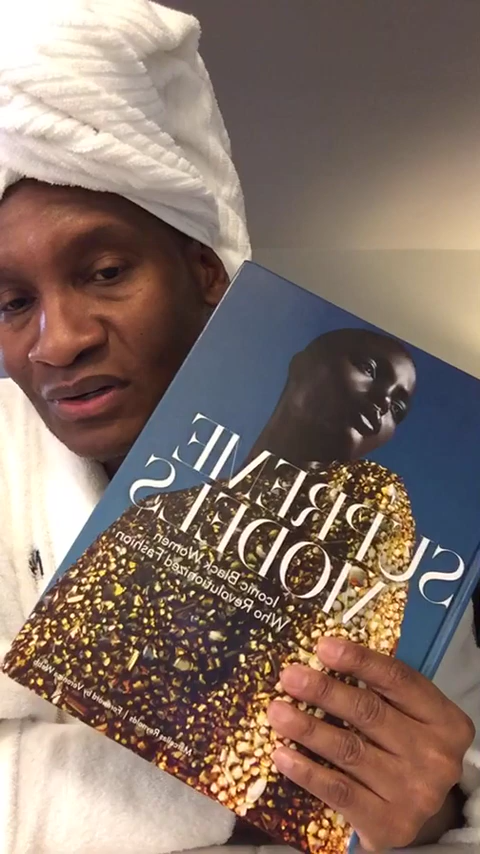 SUPREME
MODELS
Iconic Black Women
Who Revolutionized Fashion
Marcellas Reynolds | Foreword by Veronica Webb